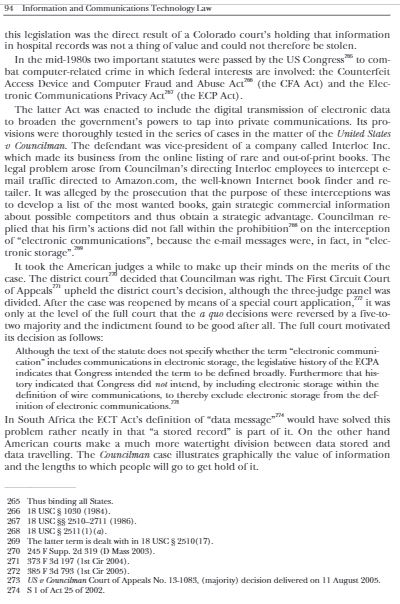 94 Information and Communications Technology Law
this legislation was the direct result of a Colorado court's holding that information
in hospital records was not a thing of value and could not therefore be stolen.
In the mid-1980s two important statutes were passed by the US Congress265 to com-
bat computer-related crime in which federal interests are involved: the Counterfeit
Access Device and Computer Fraud and Abuse Act266 (the CFA Act) and the Elec-
tronic Communications Privacy Act267 (the ECP Act).
The latter Act was enacted to include the digital transmission of electronic data
to broaden the government's powers to tap into private communications. Its pro-
visions were thoroughly tested in the series of cases in the matter of the United States
v Councilman. The defendant was vice-president of a company called Interloc Inc.
which made its business from the online listing of rare and out-of-print books. The
legal problem arose from Councilman's directing Interloc employees to intercept e-
mail traffic directed to Amazon.com, the well-known Internet book finder and re-
tailer. It was alleged by the prosecution that the purpose of these interceptions was
to develop a list of the most wanted books, gain strategic commercial information
about possible competitors and thus obtain a strategic advantage. Councilman re-
plied that his firm's actions did not fall within the prohibition268 on the interception
of "electronic communications", because the e-mail messages were, in fact, in "elec-
tronic storage".269
It took the American judges a while to make up their minds on the merits of the
case. The district court270 decided that Councilman was right. The First Circuit Court
of Appeals271 upheld the district court's decision, although the three-judge panel was
divided. After the case was reopened by means of a special court application,272 it was
only at the level of the full court that the a quo decisions were reversed by a five-to-
two majority and the indictment found to be good after all. The full court motivated
its decision as follows:
Although the text of the statute does not specify whether the term "electronic communi-
cation" includes communications in electronic storage, the legislative history of the ECPA
indicates that Congress intended the term to be defined broadly. Furthermore that his-
tory indicated that Congress did not intend, by including electronic storage within the
definition of wire communications, to thereby exclude electronic storage from the def-
inition of electronic communications.273
In South Africa the ECT Act's definition of "data message"274 would have solved this
problem rather neatly in that "a stored record" is part of it. On the other hand
American courts make a much more watertight division between data stored and
data travelling. The Councilman case illustrates graphically the value of information
and the lengths to which people will go to get hold of it.
265 Thus binding all States.
266 18 USC § 1030 (1984).
267 18 USC §§ 2510–2711 (1986).
268 18 USC § 2511(1)(a).
269 The latter term is dealt with in 18 USC § 2510(17).
270 245 F Supp. 2d 319 (D Mass 2003).
271 373 F 3d 197 (1st Cir 2004).
272 385 F 3d 793 (1st Cir 2005).
273 US v Councilman Court of Appeals No. 13-1083, (majority) decision delivered on 11 August 2005.
274 S 1 of Act 25 of 2002.